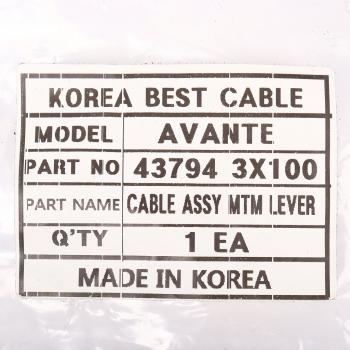 KOREA BEST CABLE
MODEL AVANTE
PART NO 43794 3X100
PART NAME CABLE ASSY MTM LEVER
Q'TY 1 EA
MADE IN KOREA